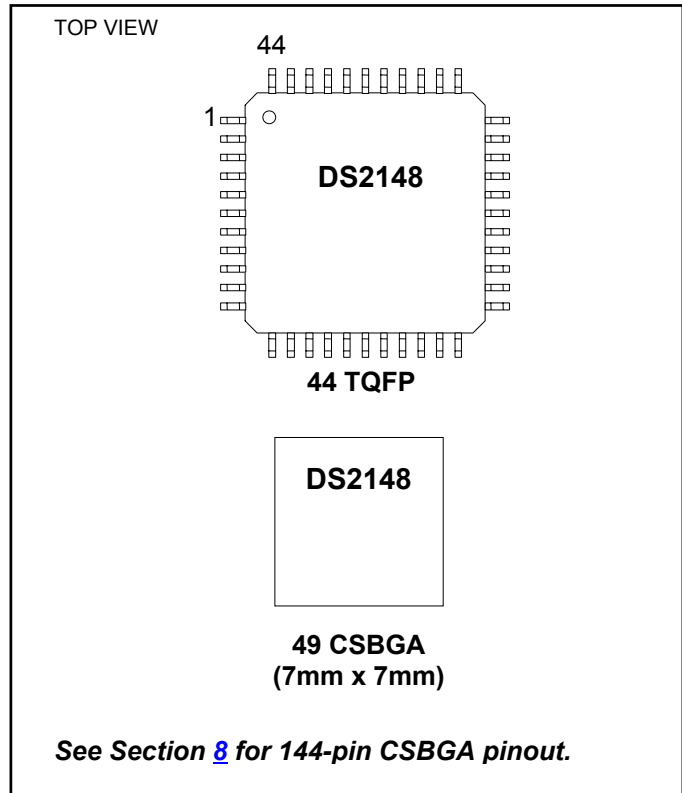 TOP VIEW
44
1
DS2148
44 TQFP
DS2148
49 CSBGA
(7mm x 7mm)
See Section 8 for 144-pin CSBGA pinout.